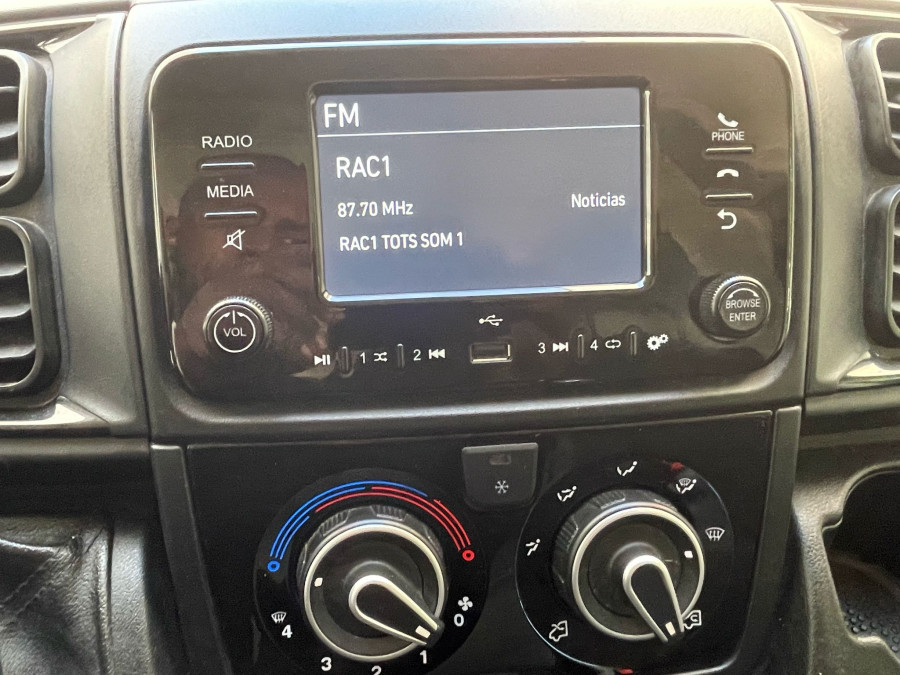 FM
RADIO
RAC1
MEDIA
87.70 MHz
Noticias
RAC1 TOTS SOM 1
PHONE
VOL
BROWSE
ENTER
1
2
3
4
4
3
2
1
0